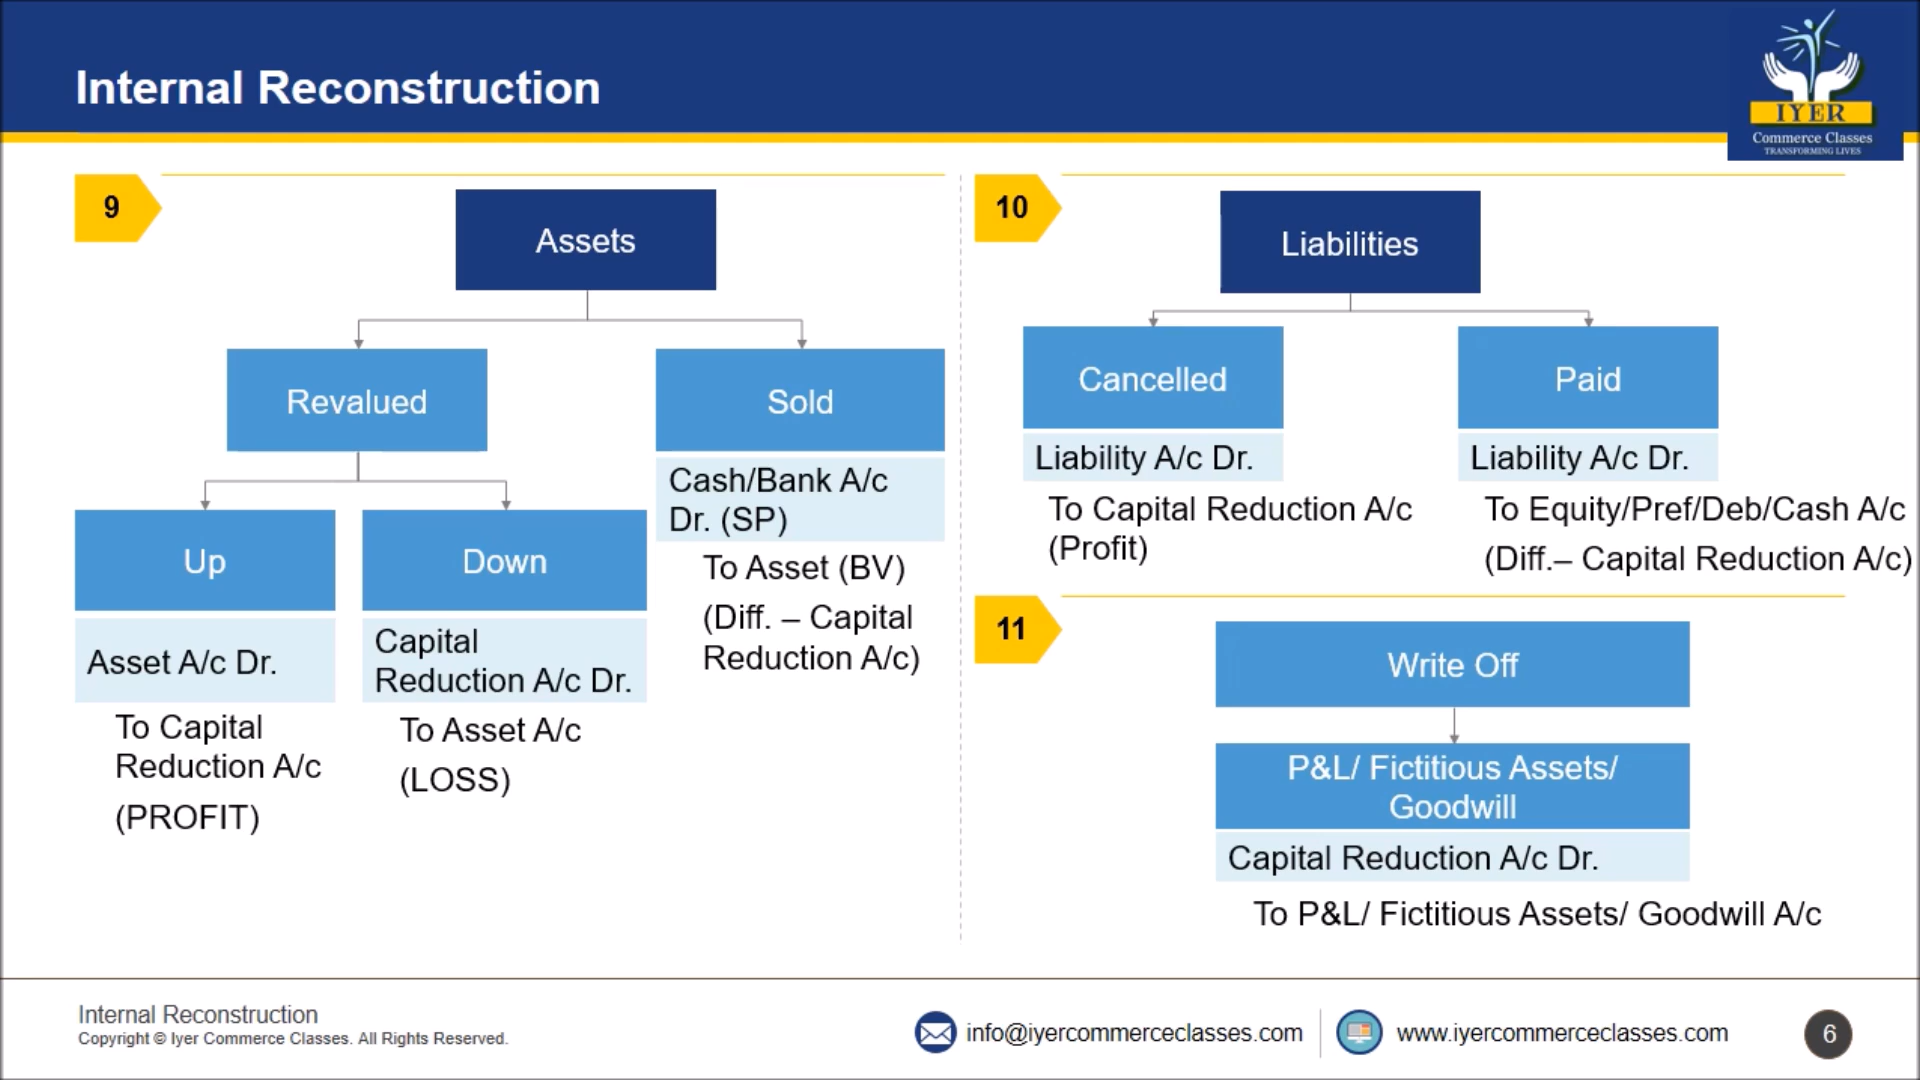 Internal Reconstruction
IYER
Commerce Classes
TRANSFORMING LIVES
9
Assets
Revalued
Sold
Cash/Bank A/c
Dr. (SP)
To Asset (BV)
(Diff. – Capital
Reduction A/c)
Up
Down
Asset A/c Dr.
To Capital
Reduction A/c
(PROFIT)
Capital
Reduction A/c Dr.
To Asset A/c
(LOSS)
10
Liabilities
Cancelled
Paid
Liability A/c Dr.
To Capital Reduction A/c
(Profit)
Liability A/c Dr.
To Equity/Pref/Deb/Cash A/c
(Diff.– Capital Reduction A/c)
11
Write Off
P&L/ Fictitious Assets/
Goodwill
Capital Reduction A/c Dr.
To P&L/ Fictitious Assets/ Goodwill A/c
Internal Reconstruction
Copyright © Iyer Commerce Classes. All Rights Reserved.
info@iyercommerceclasses.com
www.iyercommerceclasses.com
6